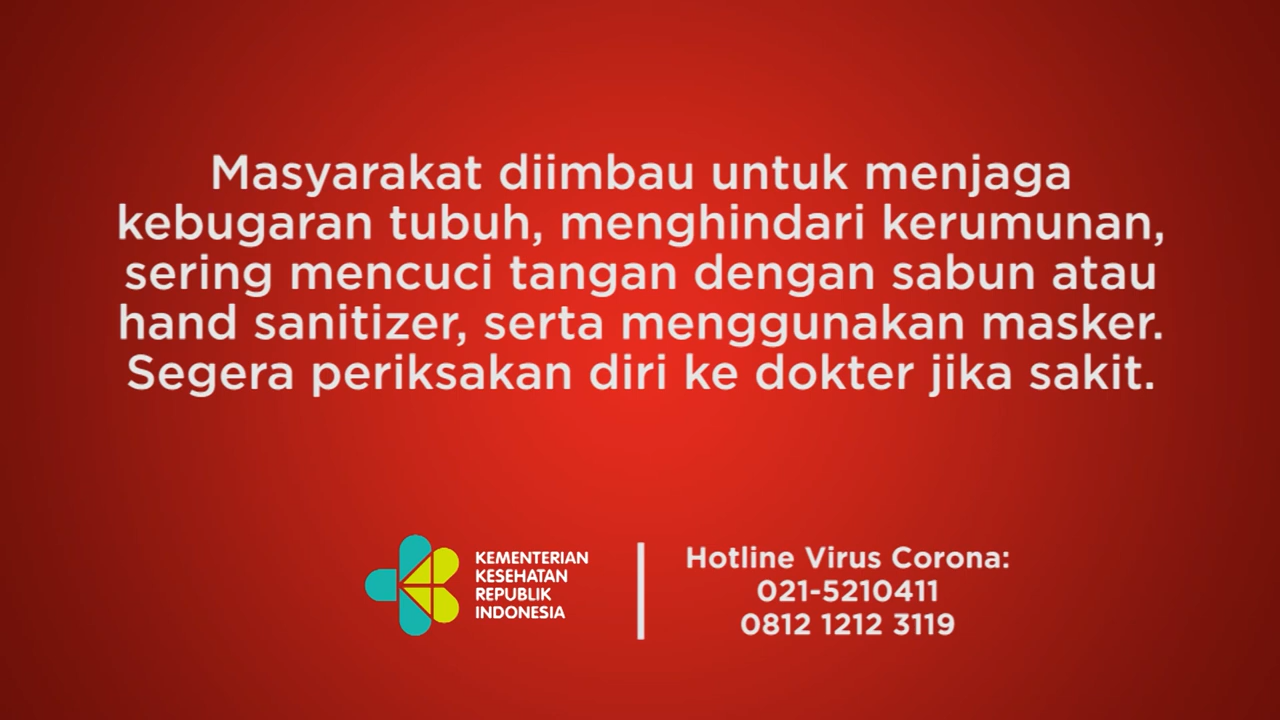 Masyarakat diimbau untuk menjaga
kebugaran tubuh, menghindari kerumunan,
sering mencuci tangan dengan sabun atau
hand sanitizer, serta menggunakan masker.
Segera periksakan diri ke dokter jika sakit.
KEMENTERIAN
KESEHATAN
REPUBLIK
INDONESIA
Hotline Virus Corona:
021-5210411
0812 1212 3119